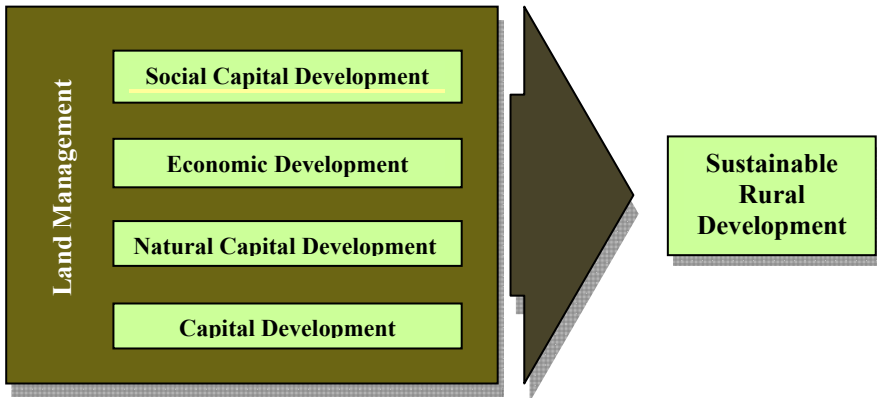 Land Management
Social Capital Development
Economic Development
Natural Capital Development
Capital Development
Sustainable
Rural
Development